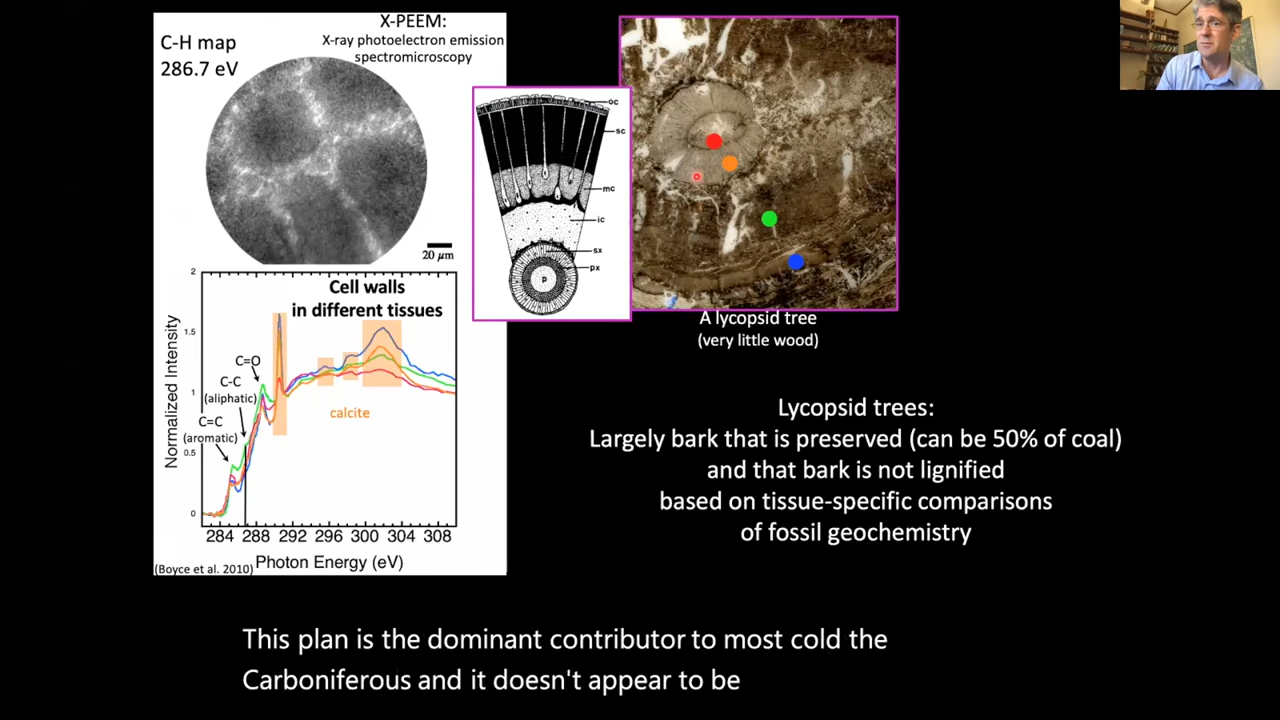 C-H map
286.7 eV
X-PEEM:
X-ray photoelectron emission
spectromicroscopy
20 µm
oc
sc
mc
ic
sx
px
p
A lycopsid tree
(very little wood)
Cell walls
in different tissues
Normalized Intensity
2
1.5
1
0.5
0
C=O
C-C
(aliphatic)
C=C
(aromatic)
calcite
284 288 292 296 300 304 308
Photon Energy (eV)
(Boyce et al. 2010)
Lycopsid trees:
Largely bark that is preserved (can be 50% of coal)
and that bark is not lignified
based on tissue-specific comparisons
of fossil geochemistry
This plan is the dominant contributor to most cold the
Carboniferous and it doesn't appear to be